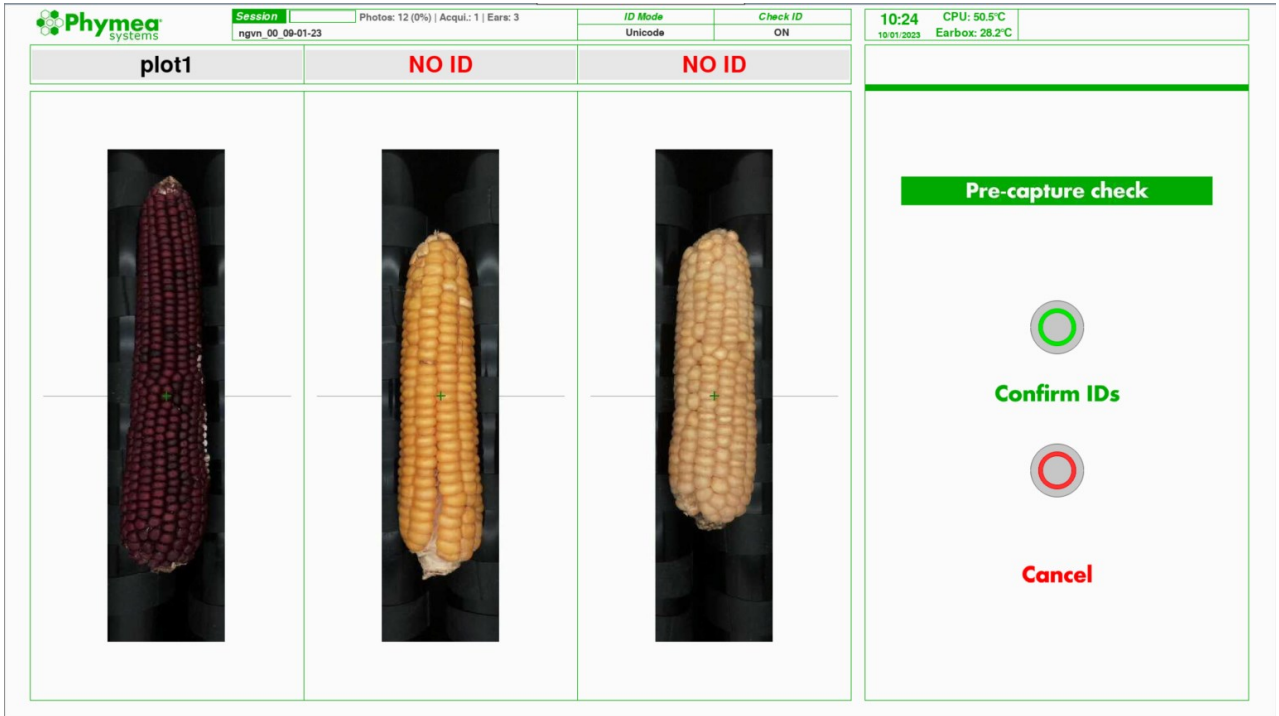 Phymea
systems
Session
Photos: 12 (0%) | Acqui.: 1 | Ears: 3
ngvn_00_09-01-23
ID Mode
Check ID
Unicode
ON
10:24
CPU: 50.5°C
10/01/2023
Earbox: 28.2°C
plot1
NO ID
NO ID
Pre-capture check
Confirm IDs
Cancel